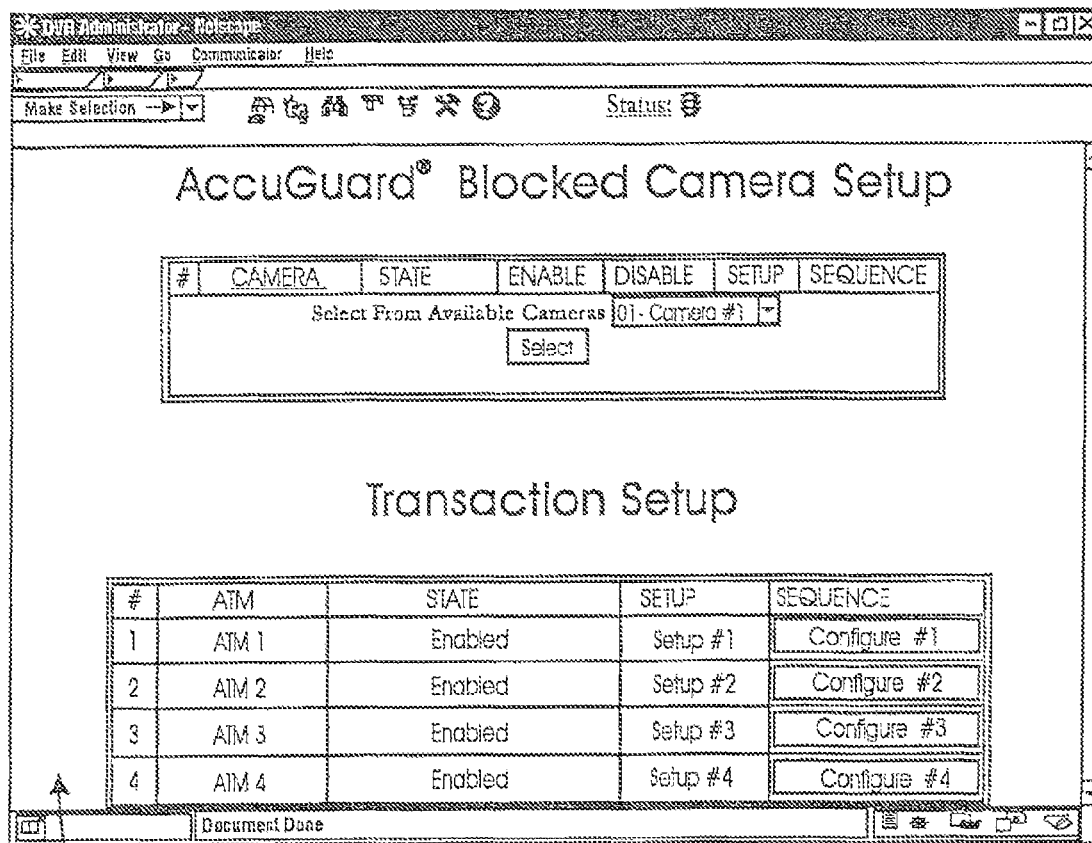 DVR Administrator - Netscape
File Edit View Go Communicator Help
Make Selection
Status:
AccuGuard® Blocked Camera Setup
# CAMERA STATE ENABLE DISABLE SETUP SEQUENCE
Select From Available Cameras 01- Camera #1
Select
Transaction Setup
# ATM STATE SETUP SEQUENCE
1 ATM 1 Enabled Setup #1 Configure #1
2 ATM 2 Enabled Setup #2 Configure #2
3 ATM 3 Enabled Setup #3 Configure #3
4 ATM 4 Enabled Setup #4 Configure #4
Document Done